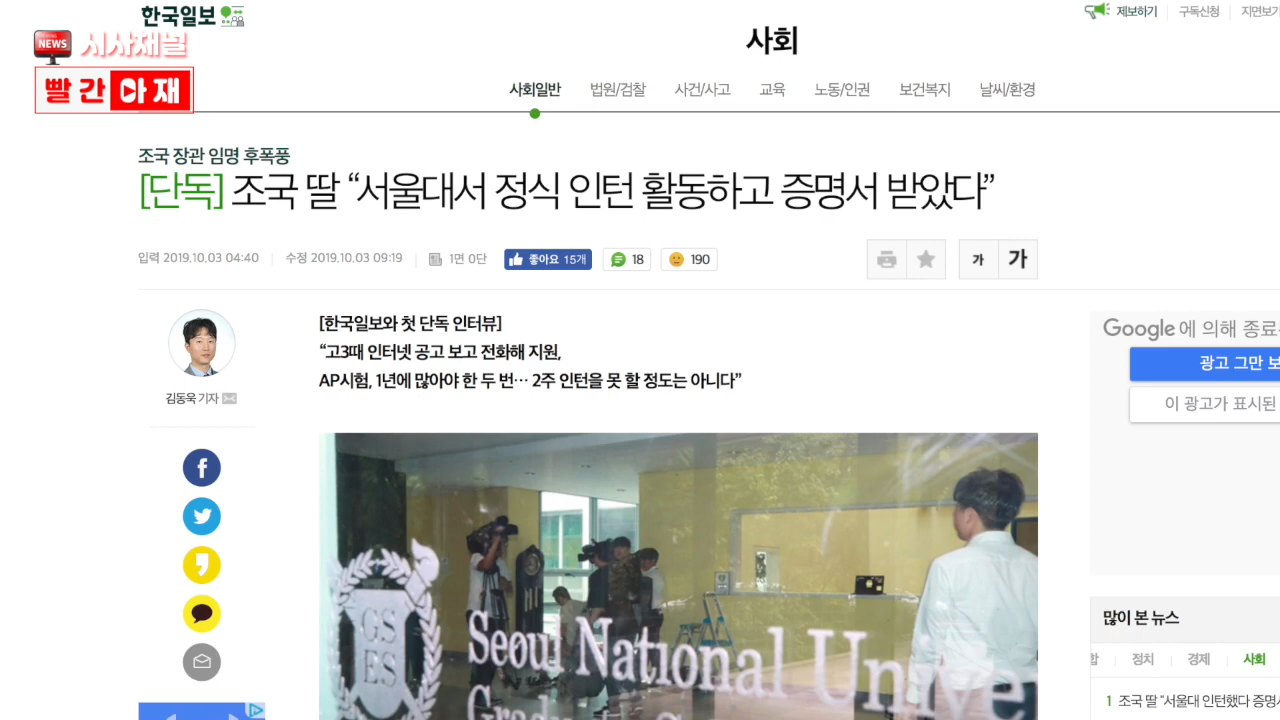 한국일보
제보하기
구독신청
지면보기
NEWS 시사채널
빨간아재
사회
사회일반 법원/검찰 사건/사고 교육 노동/인권 보건복지 날씨/환경
조국 장관 임명 후폭풍
[단독] 조국 딸 “서울대서 정식 인턴 활동하고 증명서 받았다”
입력 2019.10.03 04:40 수정 2019.10.03 09:19 1면 0단 좋아요 15개 18 190
가 가
김동욱 기자
[한국일보와 첫 단독 인터뷰]
“고3때 인터넷 공고 보고 전화해 지원,
AP시험, 1년에 많아야 한 두 번… 2주 인턴을 못 할 정도는 아니다”
Google에 의해 종료
광고 그만 보
이 광고가 표시된
GS
ES
Seoul National Unive
많이 본 뉴스
합 정치 경제 사회
1 조국 딸 “서울대 인턴했다 증명